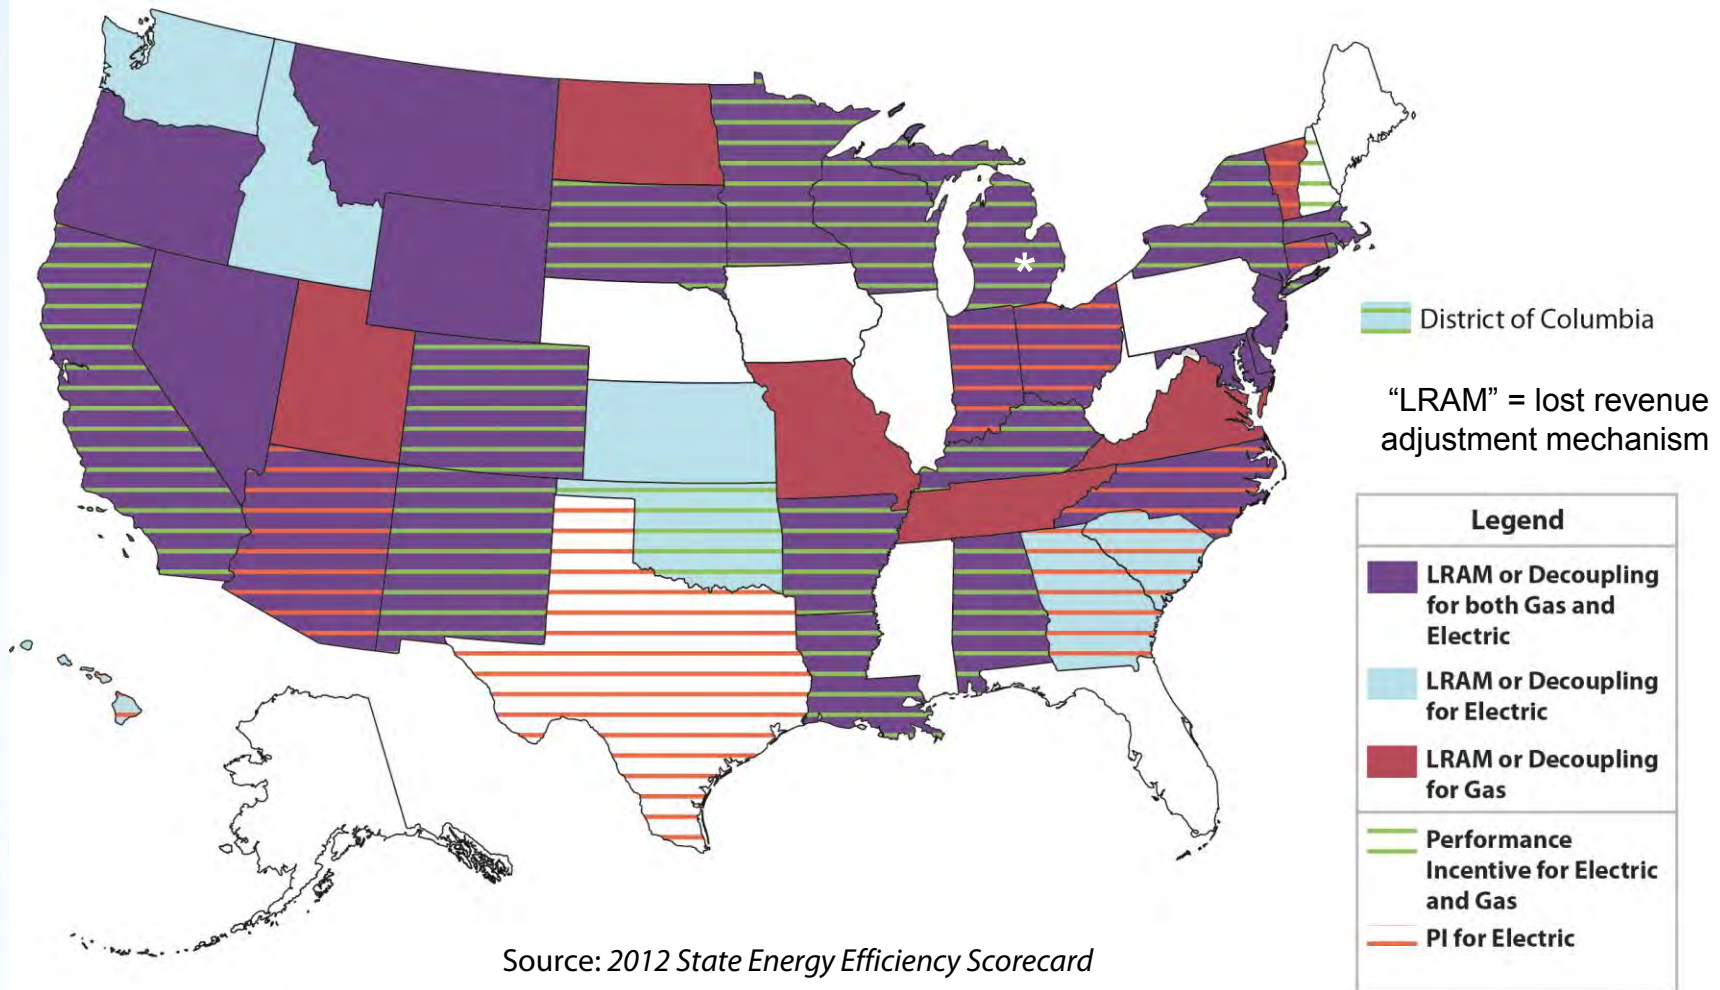 *
District of Columbia
“LRAM” = lost revenue
adjustment mechanism
Legend
LRAM or Decoupling
for both Gas and
Electric
LRAM or Decoupling
for Electric
LRAM or Decoupling
for Gas
Performance
Incentive for Electric
and Gas
PI for Electric
Source: 2012 State Energy Efficiency Scorecard